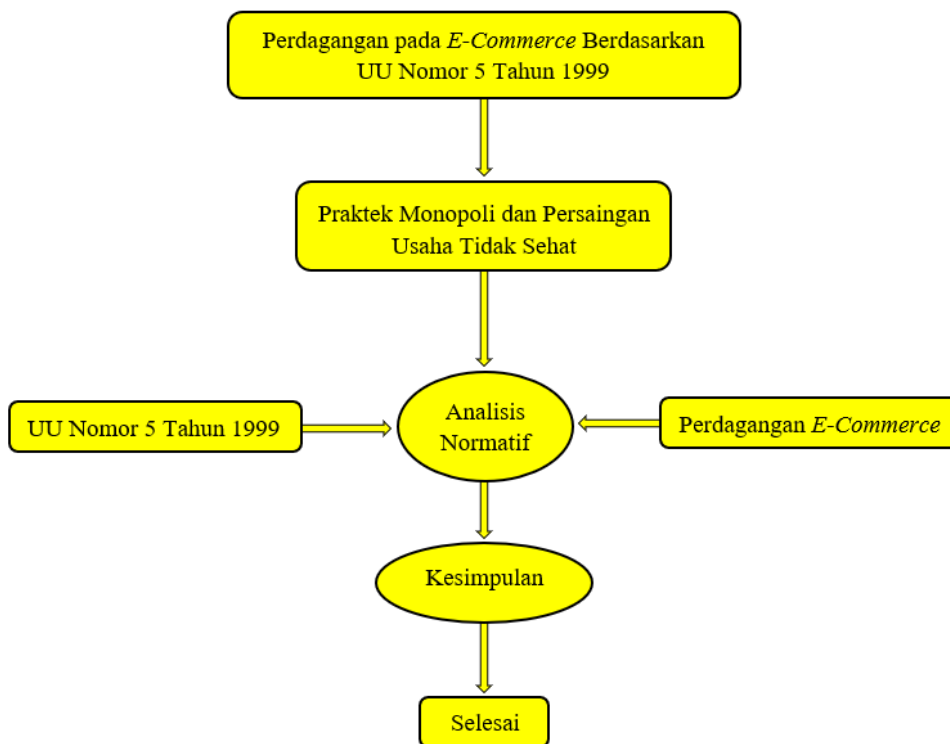 Perdagangan pada E-Commerce Berdasarkan
UU Nomor 5 Tahun 1999
Praktek Monopoli dan Persaingan
Usaha Tidak Sehat
Analisis
Normatif
UU Nomor 5 Tahun 1999
Perdagangan E-Commerce
Kesimpulan
Selesai